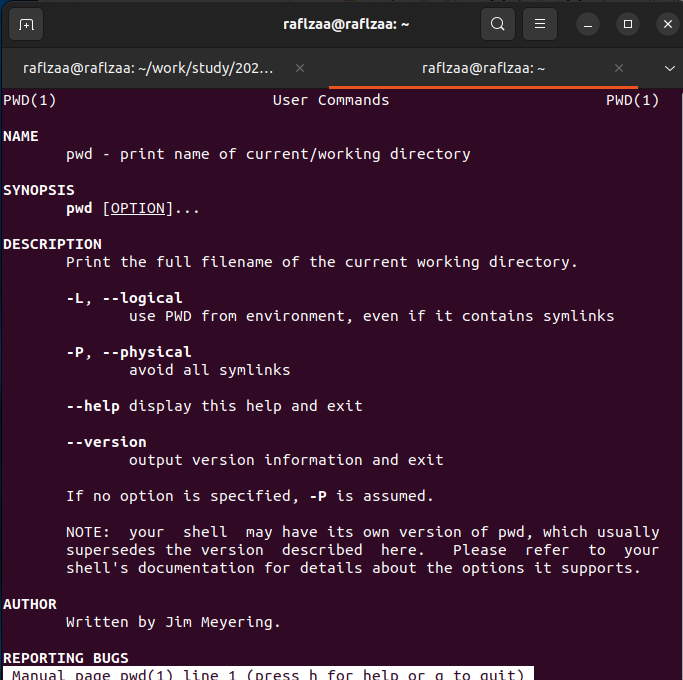 raflzaa@raflzaa: ~
raflzaa@raflzaa: ~/work/study/202...
raflzaa@raflzaa: ~
PWD(1) User Commands PWD(1)
NAME
pwd - print name of current/working directory
SYNOPSIS
pwd [OPTION]...
DESCRIPTION
Print the full filename of the current working directory.
-L, --logical
use PWD from environment, even if it contains symlinks
-P, --physical
avoid all symlinks
--help display this help and exit
--version
output version information and exit
If no option is specified, -P is assumed.
NOTE: your shell may have its own version of pwd, which usually
supersedes the version described here. Please refer to your
shell's documentation for details about the options it supports.
AUTHOR
Written by Jim Meyering.
REPORTING BUGS
Manual page pwd(1) line 1 (press h for help or q to quit)